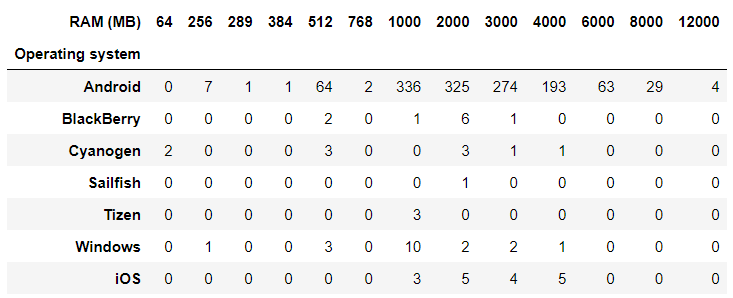 RAM (MB) 64 256 289 384 512 768 1000 2000 3000 4000 6000 8000 12000
Operating system
Android 0 7 1 1 64 2 336 325 274 193 63 29 4
BlackBerry 0 0 0 0 2 0 1 6 1 0 0 0 0
Cyanogen 2 0 0 0 3 0 0 3 1 1 0 0 0
Sailfish 0 0 0 0 0 0 0 1 0 0 0 0 0
Tizen 0 0 0 0 0 0 3 0 0 0 0 0 0
Windows 0 1 0 0 3 0 10 2 2 1 0 0 0
iOS 0 0 0 0 0 0 3 5 4 5 0 0 0